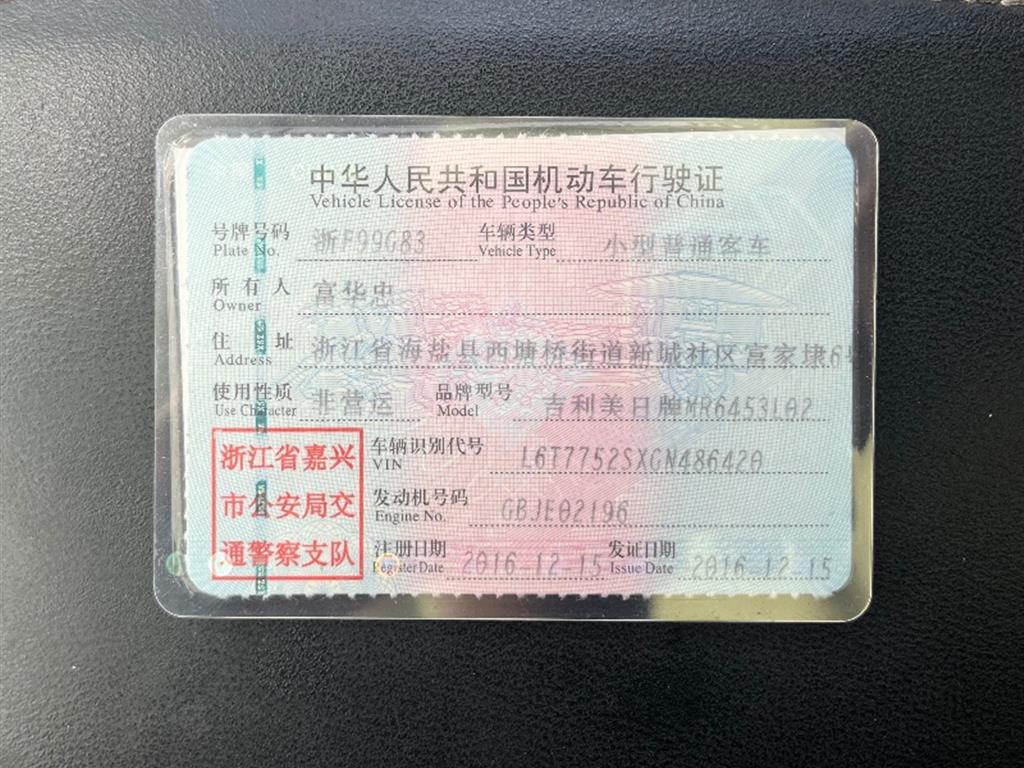 中华人民共和国机动车行驶证
Vehicle License of the People's Republic of China
号牌号码 浙F99G83 车辆类型 小型普通客车
Plate No. Vehicle Type
所有人 富华忠
Owner
住址 浙江省海盐县西塘桥街道新城社区富家埭6号
Address
使用性质 非营运 品牌型号 吉利美日牌MR6453L02
Use Character Model
浙江省嘉兴
市公安局交
通警察支队
车辆识别代号 L6T7752SXGN486420
VIN
发动机号码 GBJE02196
Engine No.
注册日期 2016-12-15 发证日期 2016-12-15
Register Date Issue Date